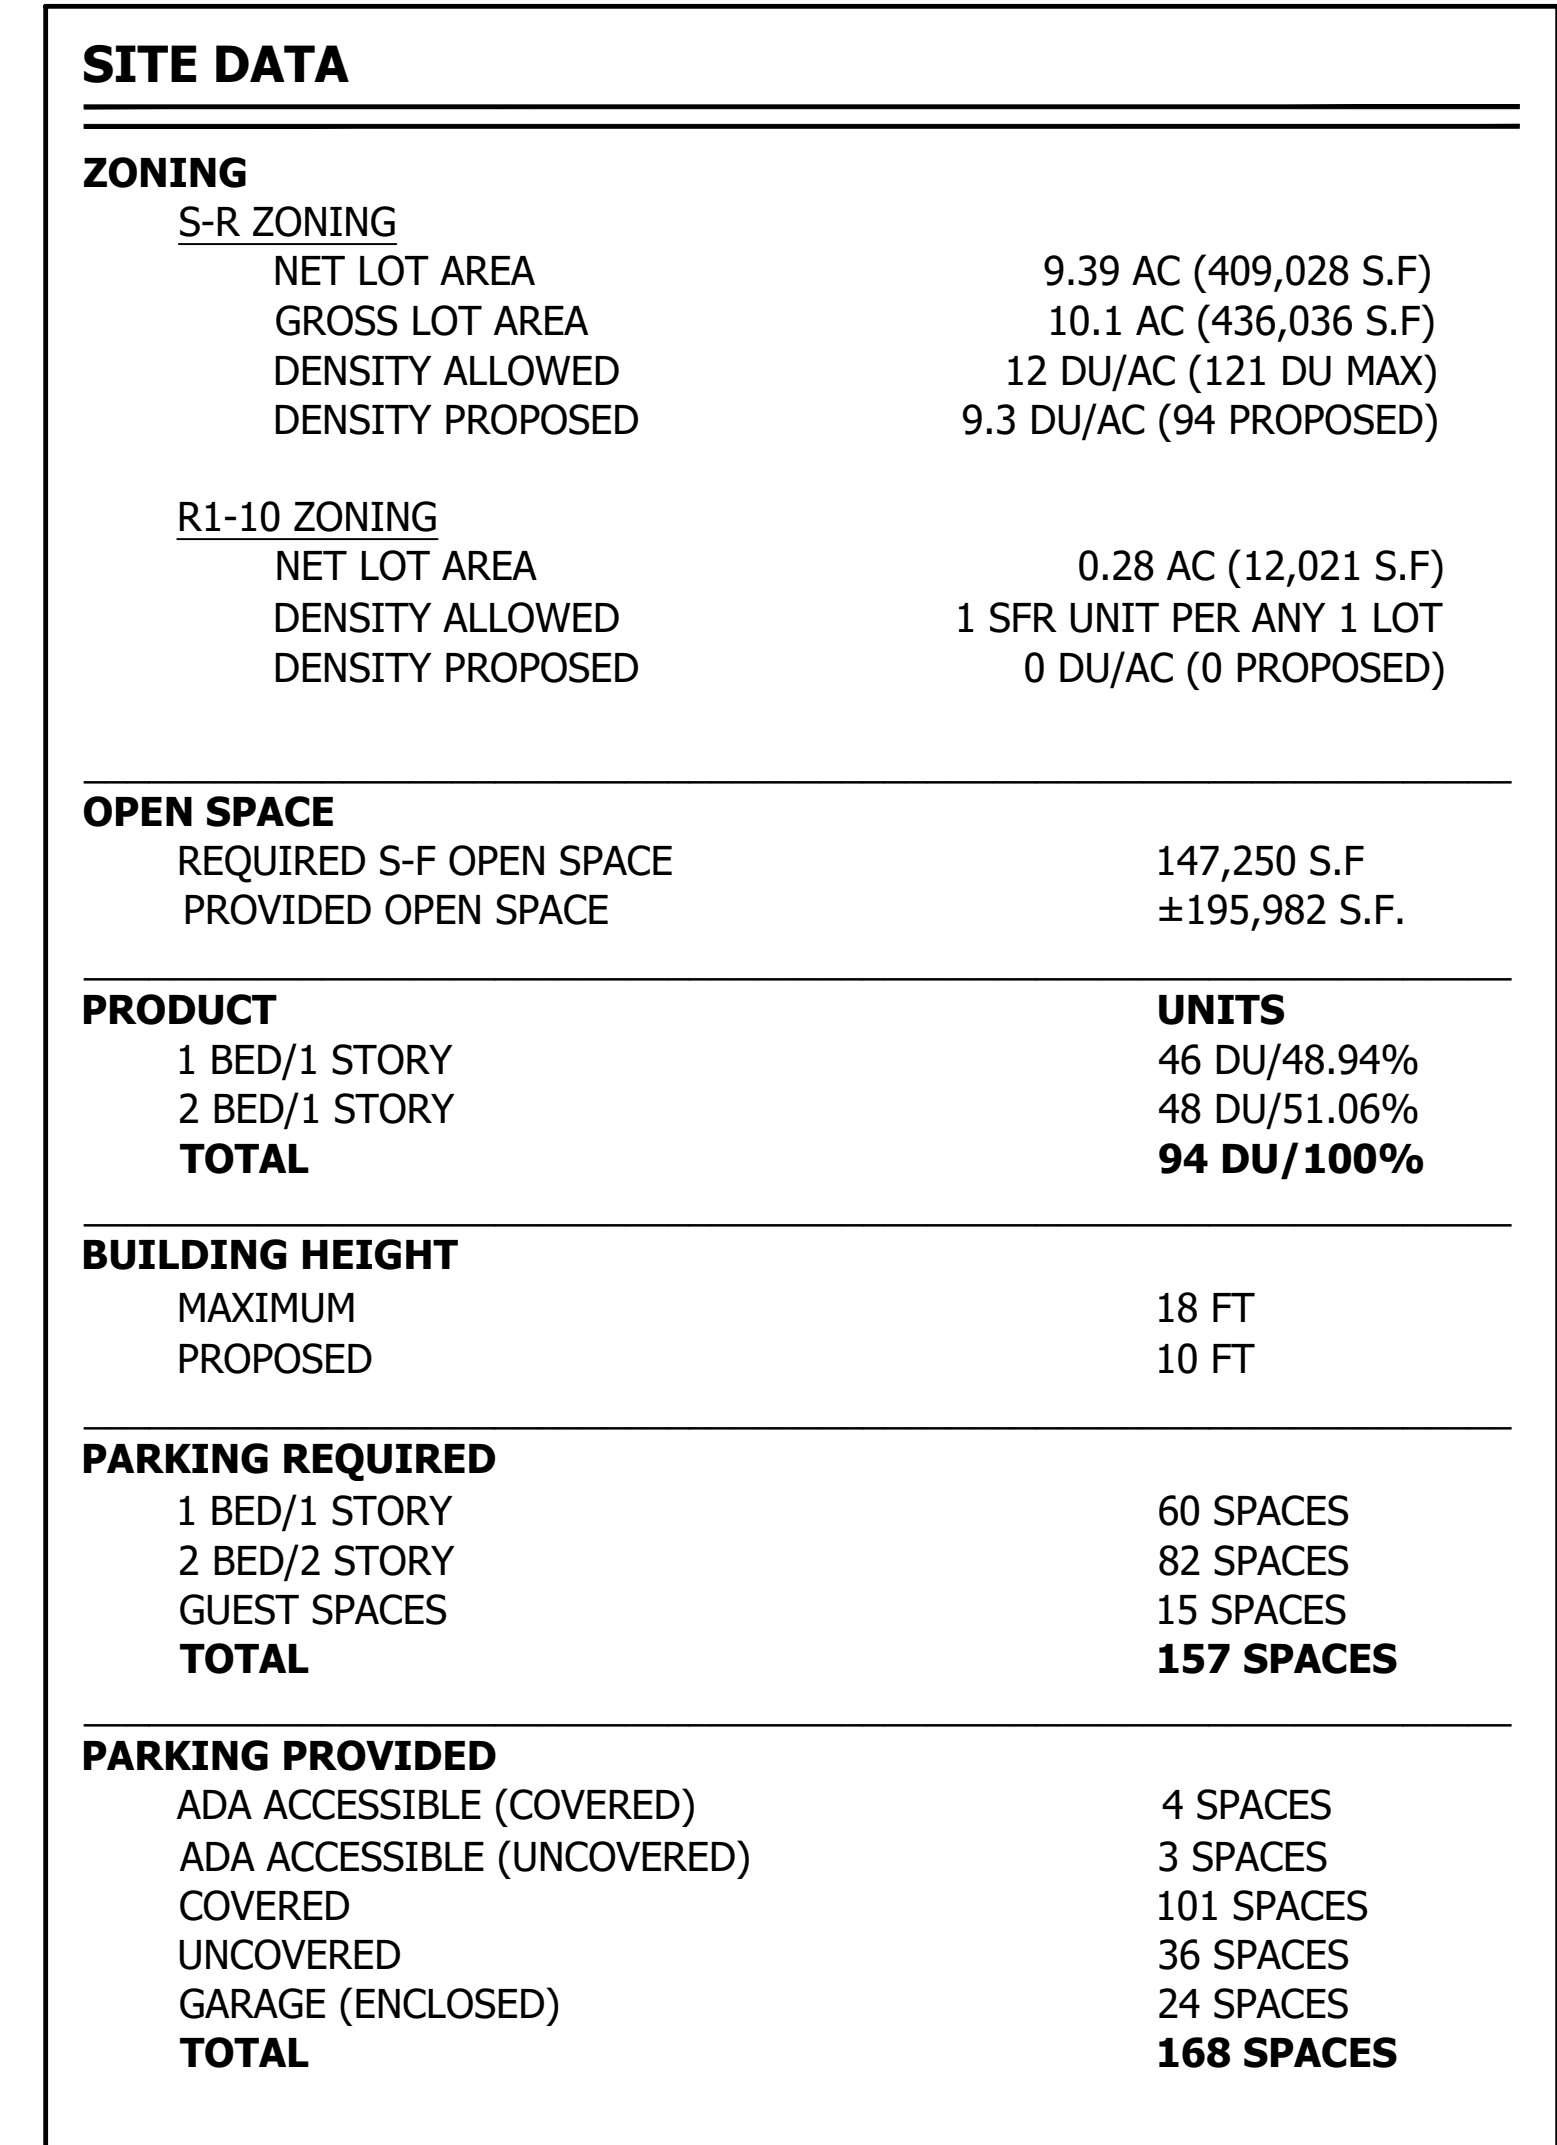 SITE DATA
ZONING
S-R ZONING
NET LOT AREA 9.39 AC (409,028 S.F)
GROSS LOT AREA 10.1 AC (436,036 S.F)
DENSITY ALLOWED 12 DU/AC (121 DU MAX)
DENSITY PROPOSED 9.3 DU/AC (94 PROPOSED)
R1-10 ZONING
NET LOT AREA 0.28 AC (12,021 S.F)
DENSITY ALLOWED 1 SFR UNIT PER ANY 1 LOT
DENSITY PROPOSED 0 DU/AC (0 PROPOSED)
OPEN SPACE
REQUIRED S-F OPEN SPACE 147,250 S.F
PROVIDED OPEN SPACE ±195,982 S.F.
PRODUCT UNITS
1 BED/1 STORY 46 DU/48.94%
2 BED/1 STORY 48 DU/51.06%
TOTAL 94 DU/100%
BUILDING HEIGHT
MAXIMUM 18 FT
PROPOSED 10 FT
PARKING REQUIRED
1 BED/1 STORY 60 SPACES
2 BED/2 STORY 82 SPACES
GUEST SPACES 15 SPACES
TOTAL 157 SPACES
PARKING PROVIDED
ADA ACCESSIBLE (COVERED) 4 SPACES
ADA ACCESSIBLE (UNCOVERED) 3 SPACES
COVERED 101 SPACES
UNCOVERED 36 SPACES
GARAGE (ENCLOSED) 24 SPACES
TOTAL 168 SPACES